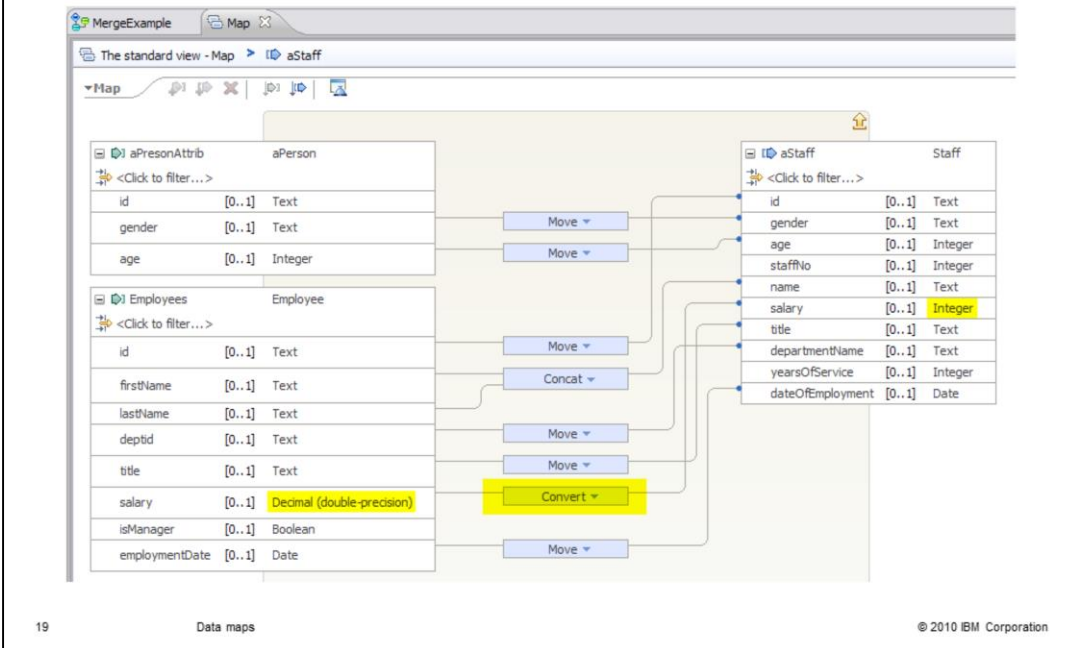 MergeExample Map
The standard view - Map > aStaff
Map
aPresonAttrib aPerson
<Click to filter...>
id [0..1] Text
gender [0..1] Text
age [0..1] Integer
Employees Employee
<Click to filter...>
id [0..1] Text
firstName [0..1] Text
lastName [0..1] Text
deptid [0..1] Text
title [0..1] Text
salary [0..1] Decimal (double-precision)
isManager [0..1] Boolean
employmentDate [0..1] Date
Move
Move
Move
Concat
Move
Move
Convert
Move
aStaff Staff
<Click to filter...>
id [0..1] Text
gender [0..1] Text
age [0..1] Integer
staffNo [0..1] Integer
name [0..1] Text
salary [0..1] Integer
title [0..1] Text
departmentName [0..1] Text
yearsOfService [0..1] Integer
dateOfEmployment [0..1] Date
19 Data maps © 2010 IBM Corporation